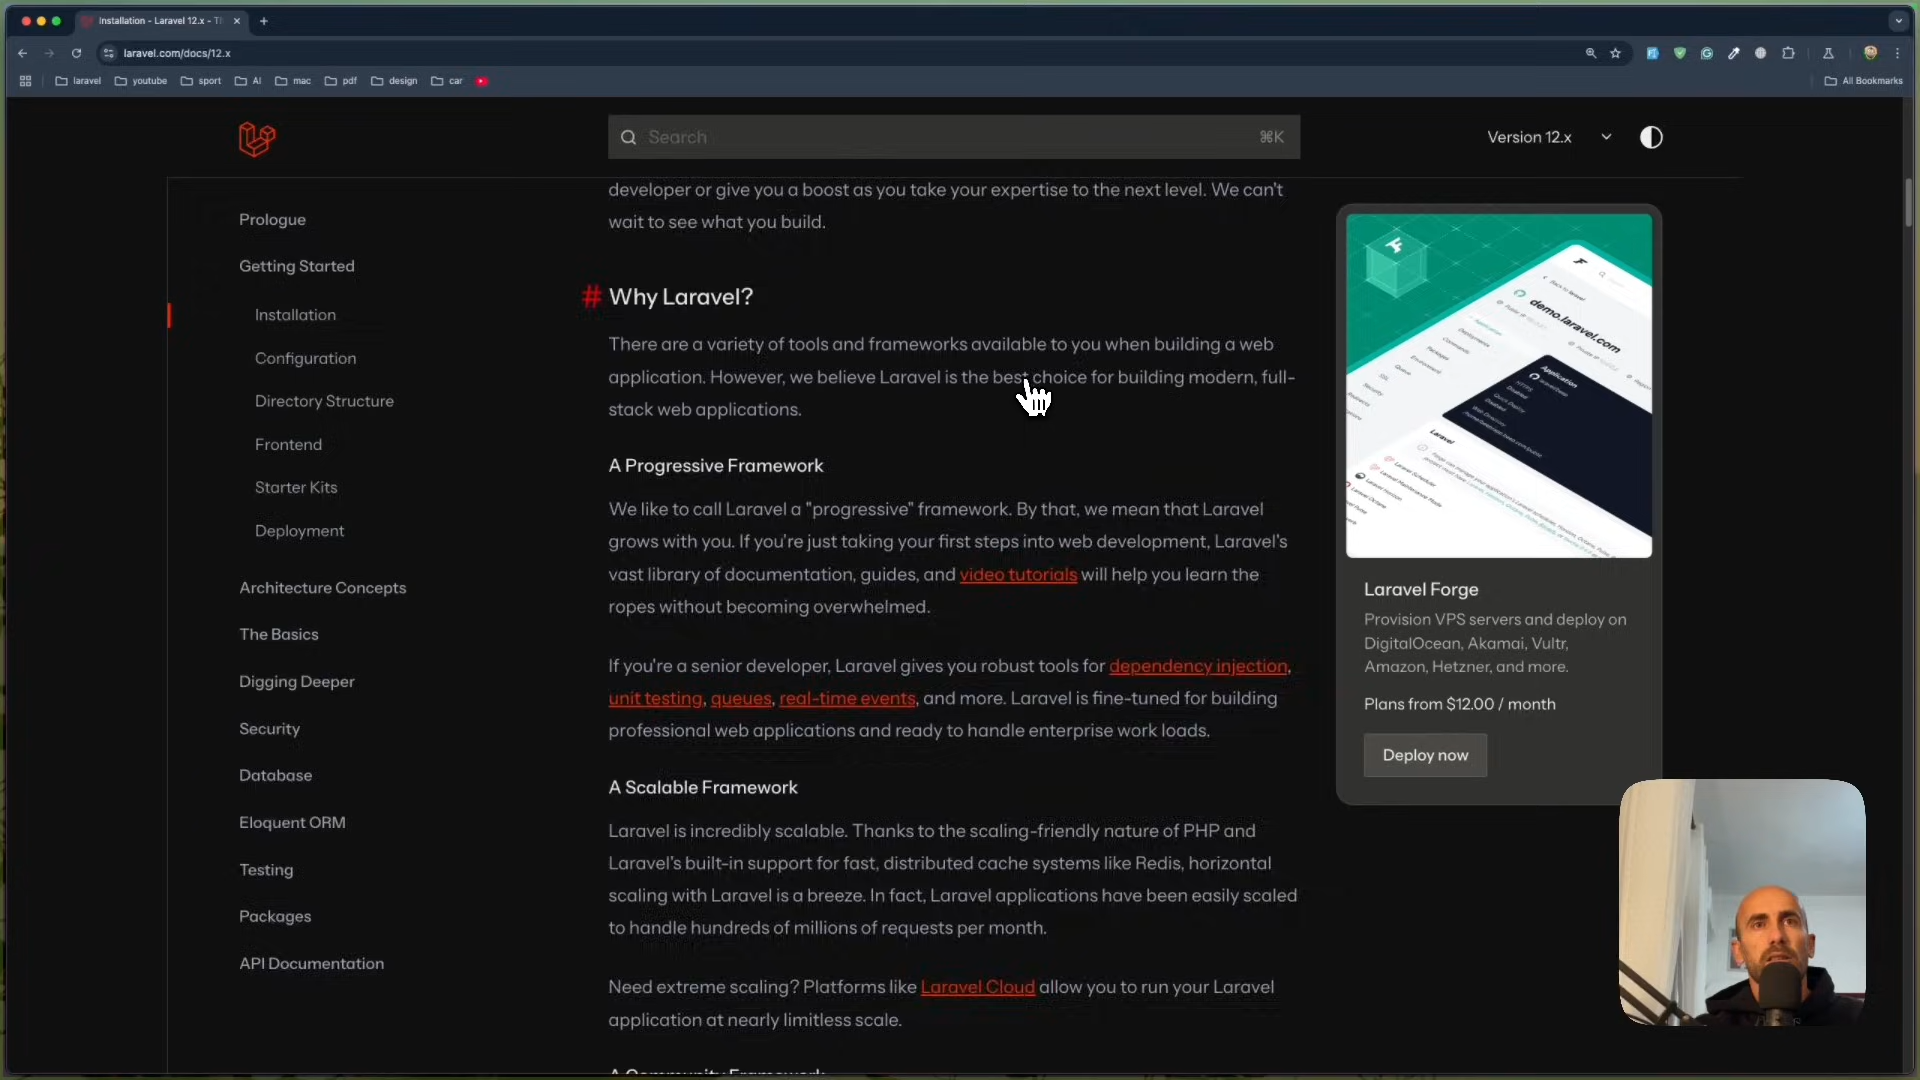 Installation - Laravel 12.x - Th
laravel.com/docs/12.x
laravel
youtube
sport
AI
mac
pdf
design
car
All Bookmarks
Search
⌘K
Version 12.x
Prologue
Getting Started
Installation
Configuration
Directory Structure
Frontend
Starter Kits
Deployment
Architecture Concepts
The Basics
Digging Deeper
Security
Database
Eloquent ORM
Testing
Packages
API Documentation
developer or give you a boost as you take your expertise to the next level. We can't
wait to see what you build.
# Why Laravel?
There are a variety of tools and frameworks available to you when building a web
application. However, we believe Laravel is the best choice for building modern, full-
stack web applications.
A Progressive Framework
We like to call Laravel a "progressive" framework. By that, we mean that Laravel
grows with you. If you're just taking your first steps into web development, Laravel's
vast library of documentation, guides, and video tutorials will help you learn the
ropes without becoming overwhelmed.
If you're a senior developer, Laravel gives you robust tools for dependency injection,
unit testing, queues, real-time events, and more. Laravel is fine-tuned for building
professional web applications and ready to handle enterprise work loads.
A Scalable Framework
Laravel is incredibly scalable. Thanks to the scaling-friendly nature of PHP and
Laravel's built-in support for fast, distributed cache systems like Redis, horizontal
scaling with Laravel is a breeze. In fact, Laravel applications have been easily scaled
to handle hundreds of millions of requests per month.
Need extreme scaling? Platforms like Laravel Cloud allow you to run your Laravel
application at nearly limitless scale.
A Community Framework
demo.laravel.com
Application
Laravel
Laravel Forge
Provision VPS servers and deploy on
DigitalOcean, Akamai, Vultr,
Amazon, Hetzner, and more.
Plans from $12.00 / month
Deploy now